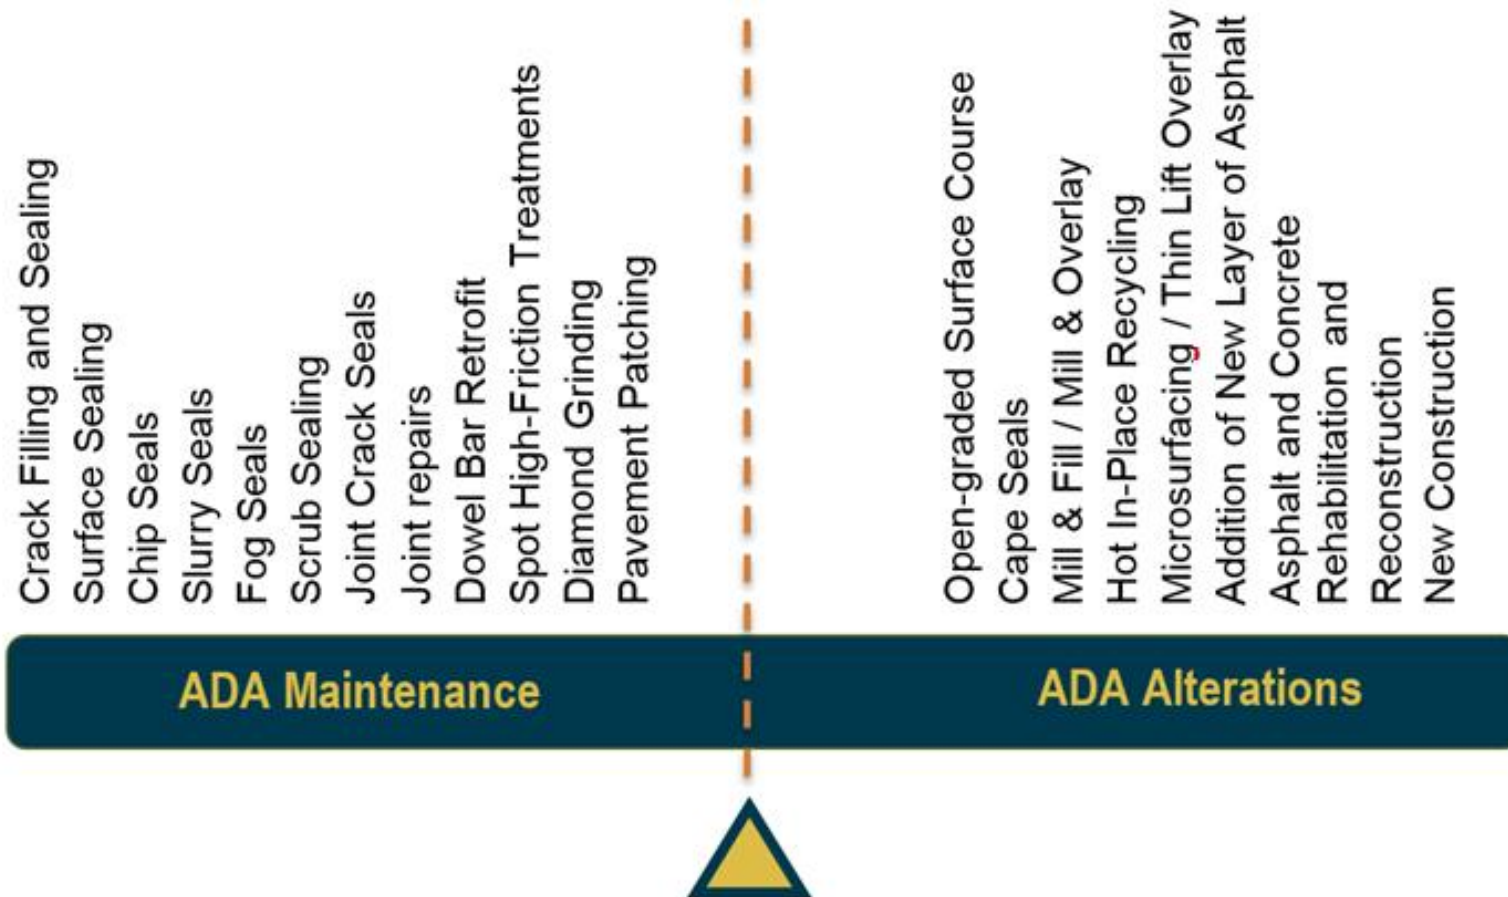 Crack Filling and Sealing
Surface Sealing
Chip Seals
Slurry Seals
Fog Seals
Scrub Sealing
Joint Crack Seals
Joint repairs
Dowel Bar Retrofit
Spot High-Friction Treatments
Diamond Grinding
Pavement Patching
Open-graded Surface Course
Cape Seals
Mill & Fill / Mill & Overlay
Hot In-Place Recycling
Microsurfacing / Thin Lift Overlay
Addition of New Layer of Asphalt
Asphalt and Concrete
Rehabilitation and
Reconstruction
New Construction
ADA Maintenance
ADA Alterations